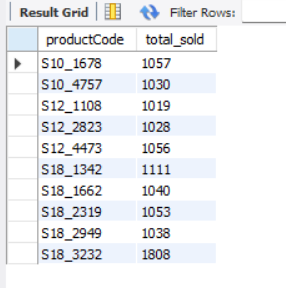 Result Grid Filter Rows:
productCode total_sold
S10_1678 1057
S10_4757 1030
S12_1108 1019
S12_2823 1028
S12_4473 1056
S18_1342 1111
S18_1662 1040
S18_2319 1053
S18_2949 1038
S18_3232 1808